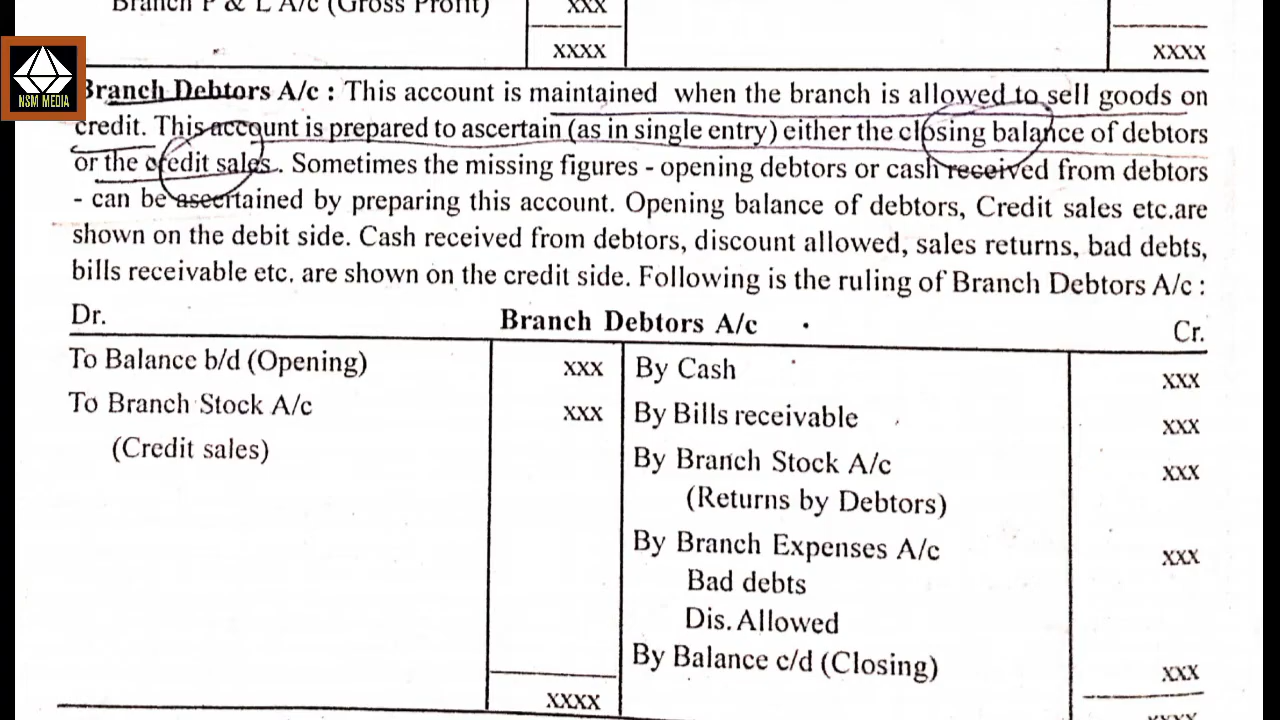 Branch P & L A/c (Gross Profit) xxx
xxxx xxxx
NSM MEDIA
Branch Debtors A/c : This account is maintained when the branch is allowed to sell goods on
credit. This account is prepared to ascertain (as in single entry) either the closing balance of debtors
or the credit sales. Sometimes the missing figures - opening debtors or cash received from debtors
- can be ascertained by preparing this account. Opening balance of debtors, Credit sales etc.are
shown on the debit side. Cash received from debtors, discount allowed, sales returns, bad debts,
bills receivable etc. are shown on the credit side. Following is the ruling of Branch Debtors A/c :
Dr. Branch Debtors A/c Cr.
To Balance b/d (Opening) xxx By Cash xxx
To Branch Stock A/c xxx By Bills receivable xxx
(Credit sales) By Branch Stock A/c xxx
(Returns by Debtors)
By Branch Expenses A/c xxx
Bad debts
Dis. Allowed
By Balance c/d (Closing) xxx
xxxx xxxx